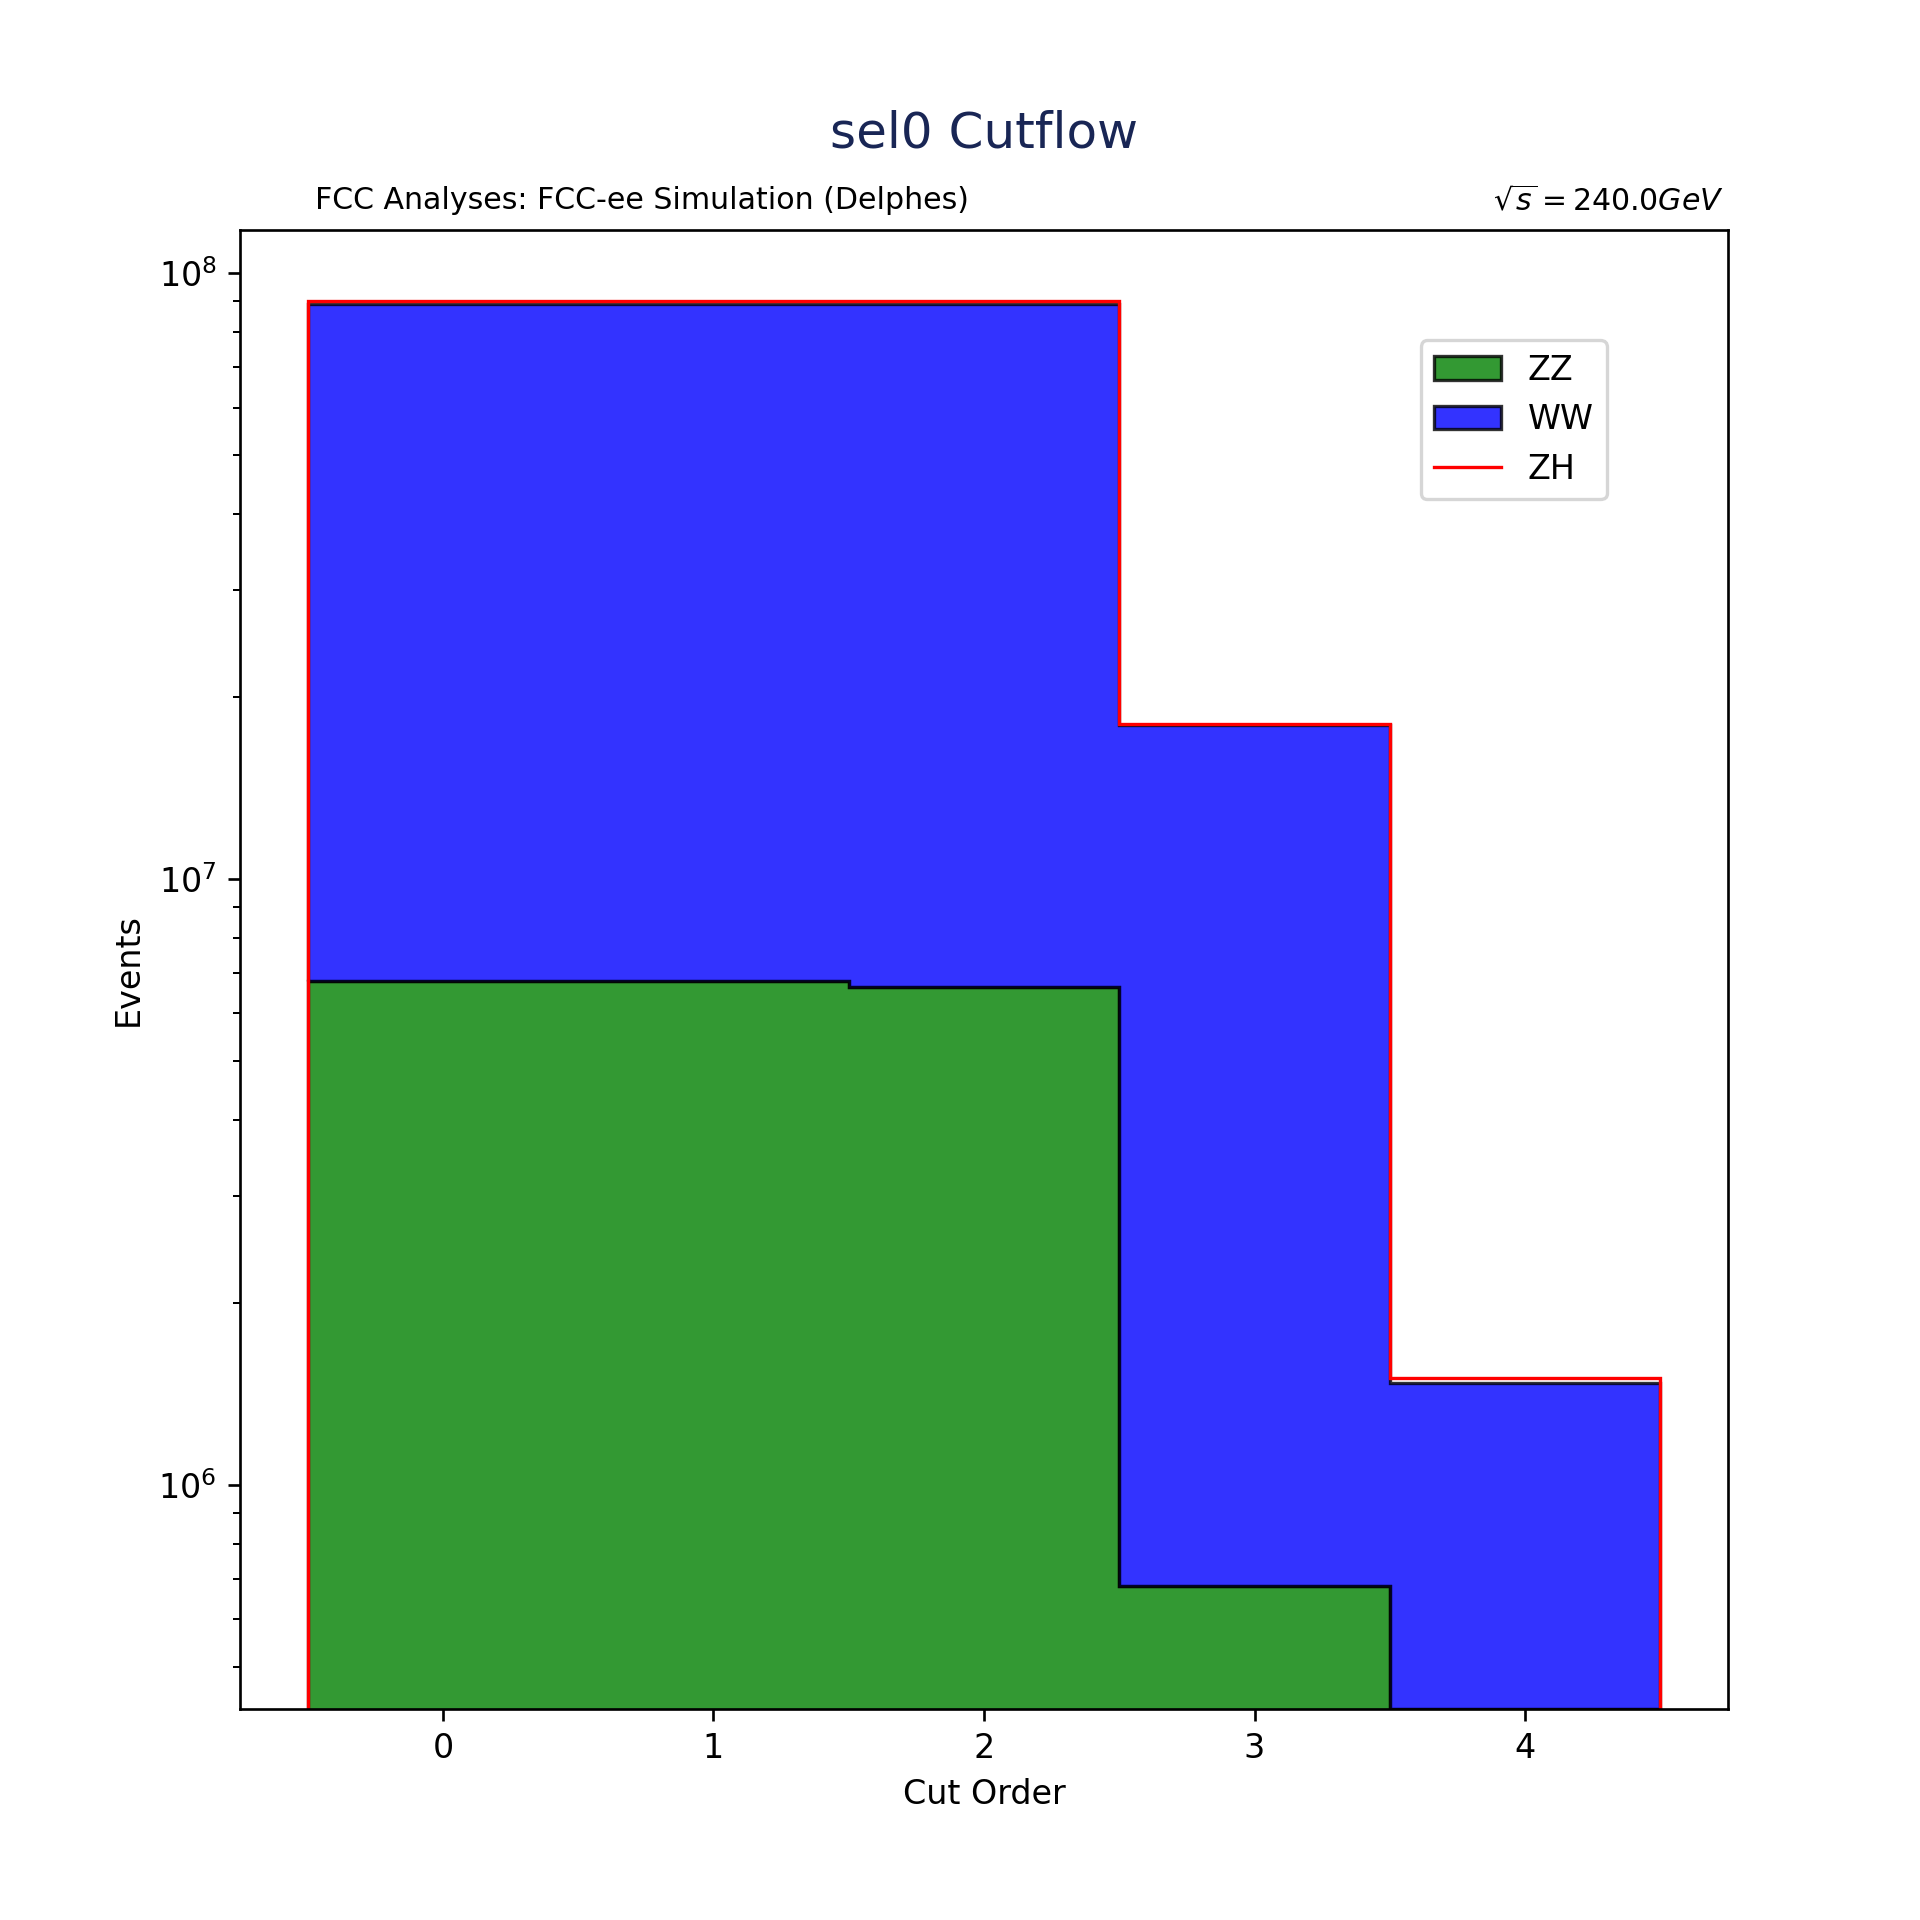 sel0 Cutflow
FCC Analyses: FCC-ee Simulation (Delphes)
√s = 240.0GeV
10⁸
10⁷
10⁶
Events
ZZ
WW
ZH
0 1 2 3 4
Cut Order